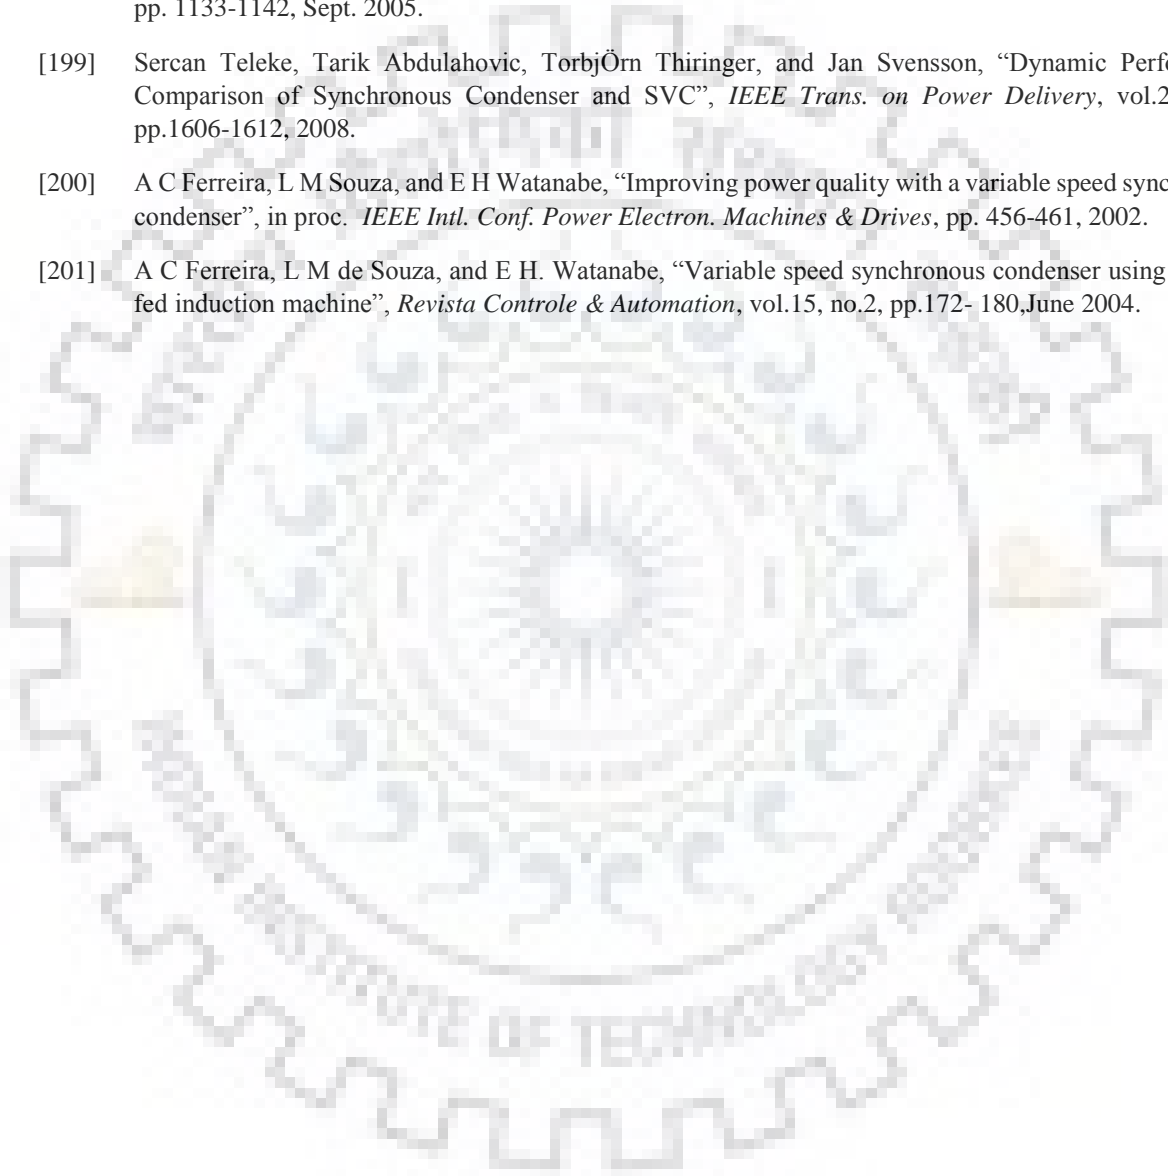 pp. 1133-1142, Sept. 2005.
[199] Sercan Teleke, Tarik Abdulahovic, TorbjÖrn Thiringer, and Jan Svensson, “Dynamic Perfo
Comparison of Synchronous Condenser and SVC”, IEEE Trans. on Power Delivery, vol.2
pp.1606-1612, 2008.
[200] A C Ferreira, L M Souza, and E H Watanabe, “Improving power quality with a variable speed sync
condenser”, in proc. IEEE Intl. Conf. Power Electron. Machines & Drives, pp. 456-461, 2002.
[201] A C Ferreira, L M de Souza, and E H. Watanabe, “Variable speed synchronous condenser using
fed induction machine”, Revista Controle & Automation, vol.15, no.2, pp.172- 180,June 2004.
INSTITUTE OF TECHNOLOGY